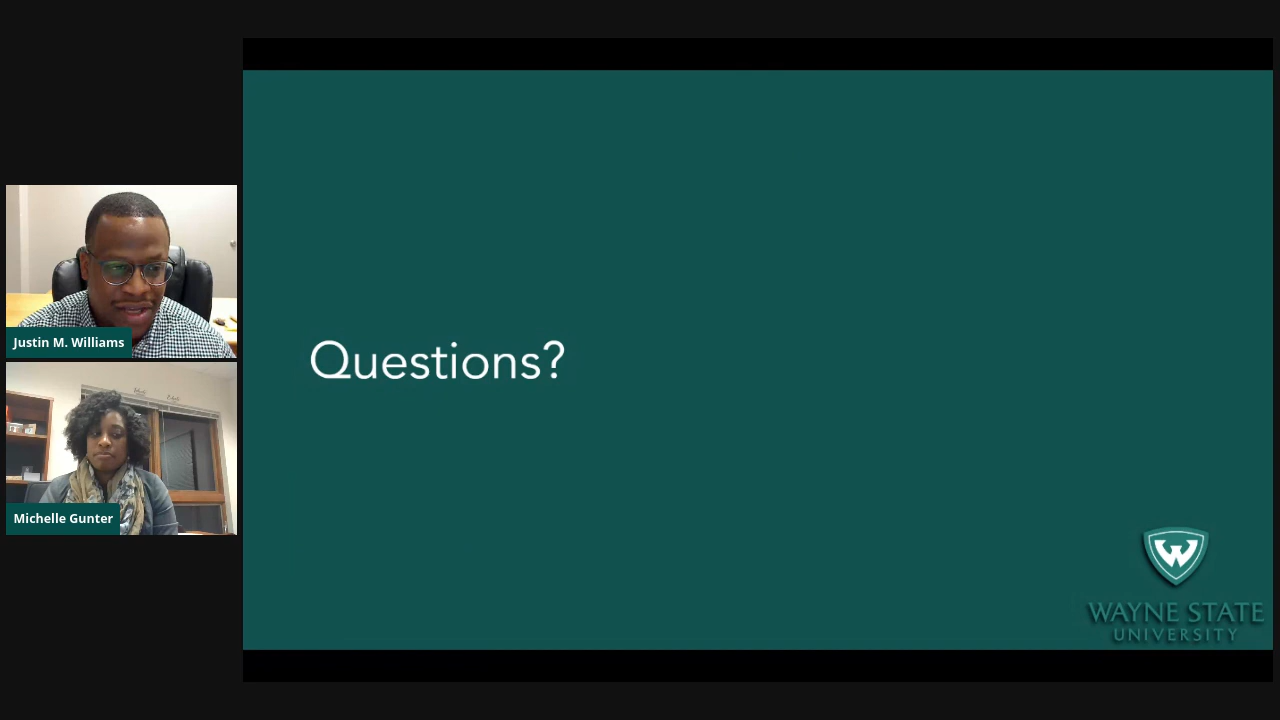 Justin M. Williams
Michelle Gunter
Questions?
WAYNE STATE
UNIVERSITY